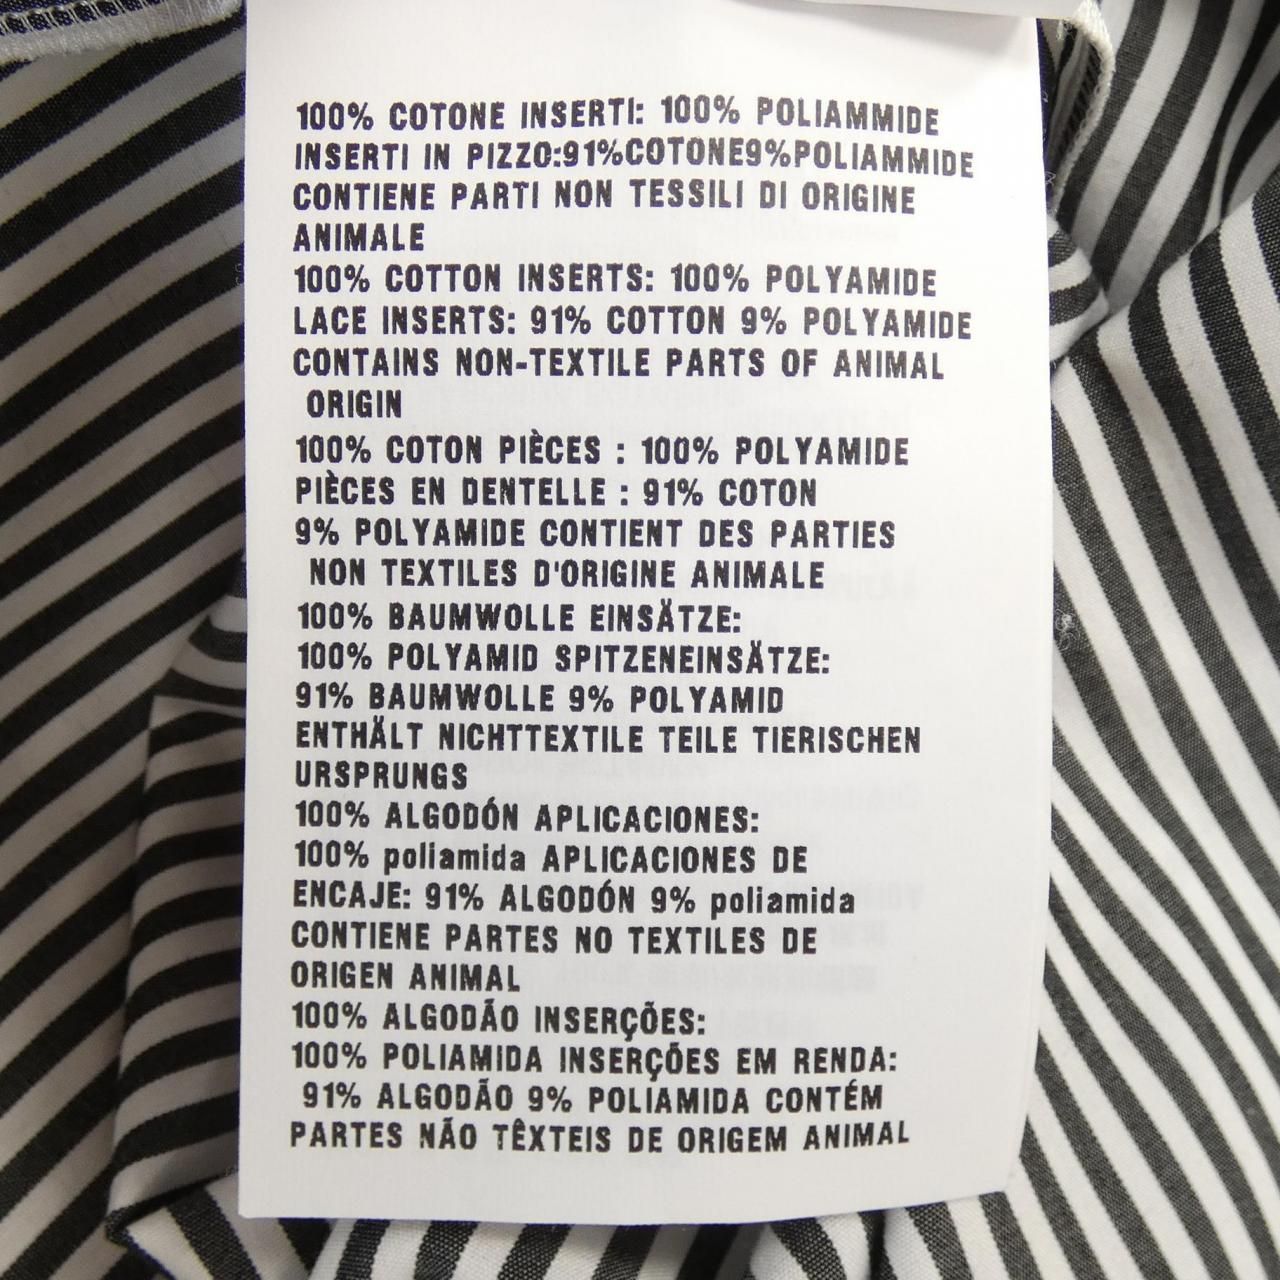 100% COTONE INSERTI: 100% POLIAMMIDE
INSERTI IN PIZZO:91%COTONE9%POLIAMMIDE
CONTIENE PARTI NON TESSILI DI ORIGINE
ANIMALE
100% COTTON INSERTS: 100% POLYAMIDE
LACE INSERTS: 91% COTTON 9% POLYAMIDE
CONTAINS NON-TEXTILE PARTS OF ANIMAL
ORIGIN
100% COTON PIÈCES : 100% POLYAMIDE
PIÈCES EN DENTELLE : 91% COTON
9% POLYAMIDE CONTIENT DES PARTIES
NON TEXTILES D'ORIGINE ANIMALE
100% BAUMWOLLE EINSÄTZE:
100% POLYAMID SPITZENEINSÄTZE:
91% BAUMWOLLE 9% POLYAMID
ENTHÄLT NICHTTEXTILE TEILE TIERISCHEN
URSPRUNGS
100% ALGODÓN APLICACIONES:
100% poliamida APLICACIONES DE
ENCAJE: 91% ALGODÓN 9% poliamida
CONTIENE PARTES NO TEXTILES DE
ORIGEN ANIMAL
100% ALGODÃO INSERÇÕES:
100% POLIAMIDA INSERÇÕES EM RENDA:
91% ALGODÃO 9% POLIAMIDA CONTÉM
PARTES NÃO TÊXTEIS DE ORIGEM ANIMAL